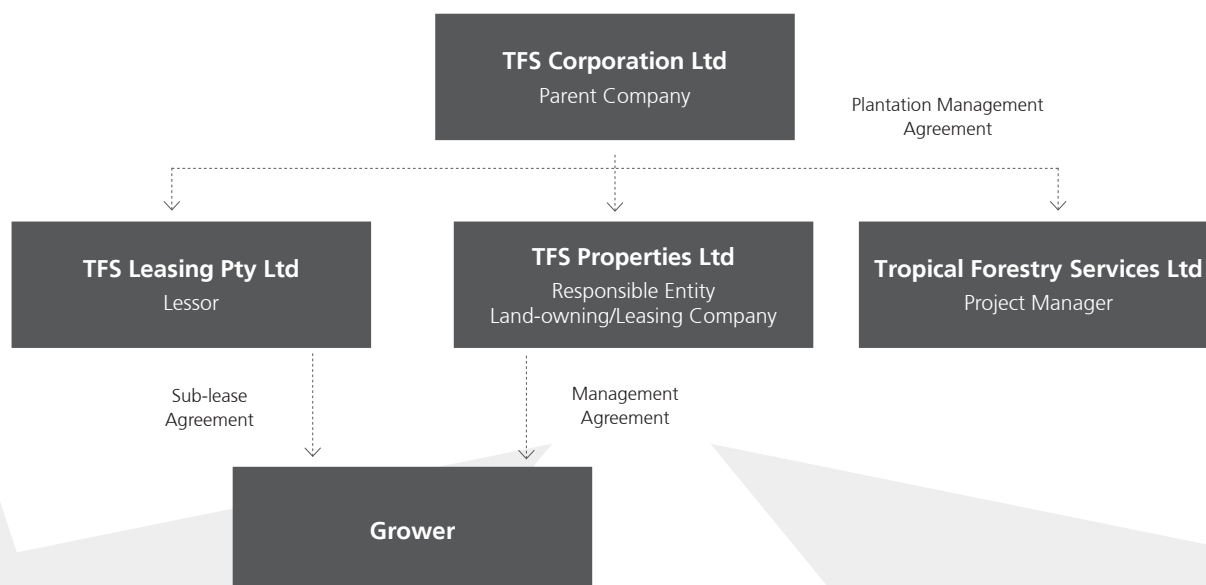 TFS Corporation Ltd
Parent Company
Plantation Management
Agreement
TFS Leasing Pty Ltd
Lessor
TFS Properties Ltd
Responsible Entity
Land-owning/Leasing Company
Tropical Forestry Services Ltd
Project Manager
Sub-lease
Agreement
Management
Agreement
Grower